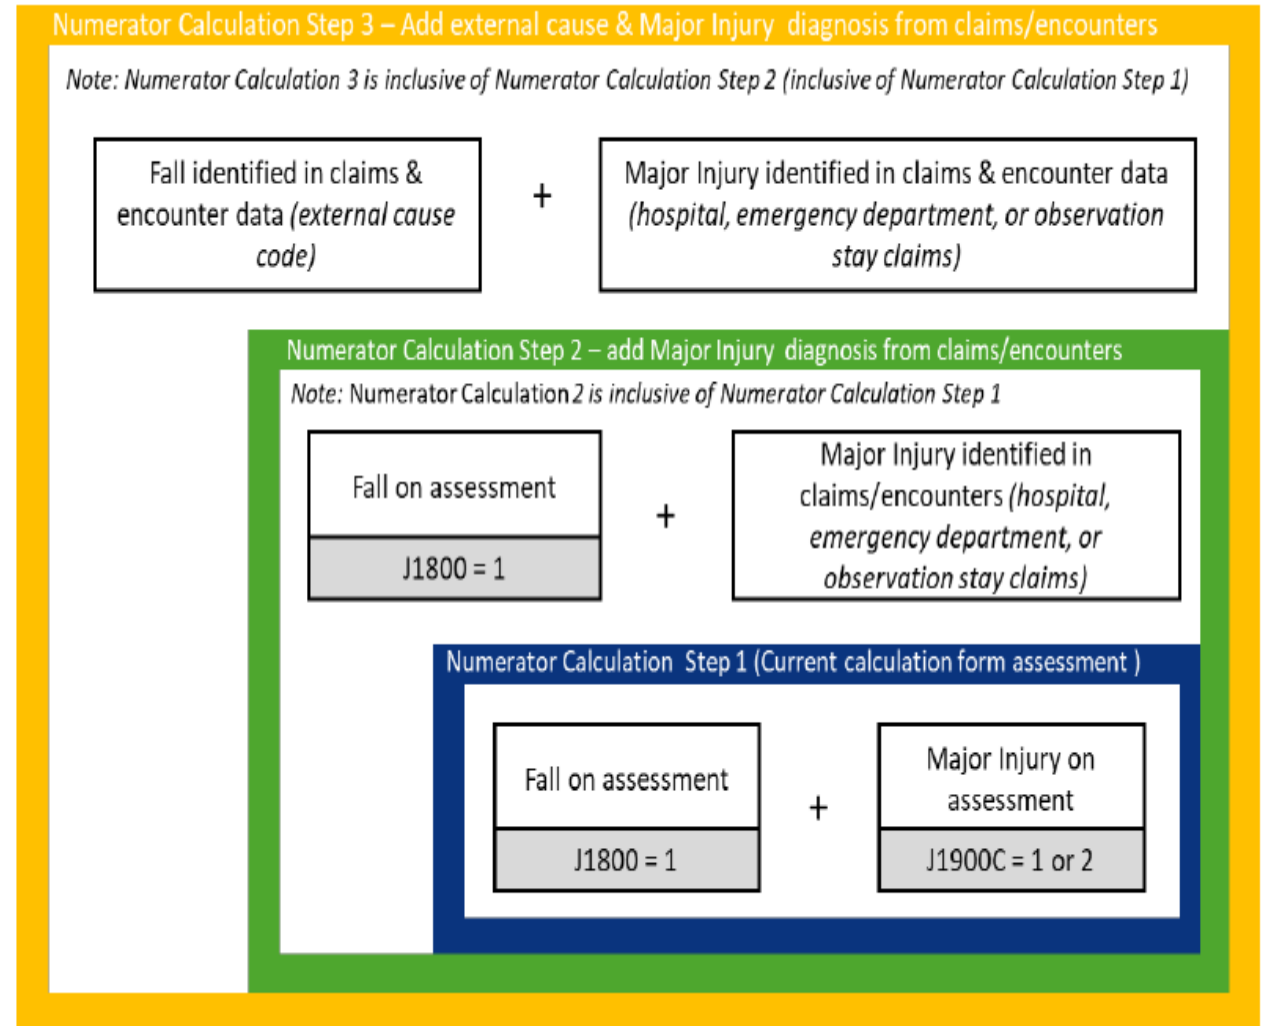 Numerator Calculation Step 3 – Add external cause & Major Injury diagnosis from claims/encounters
Note: Numerator Calculation 3 is inclusive of Numerator Calculation Step 2 (inclusive of Numerator Calculation Step 1)
Fall identified in claims &
encounter data (external cause
code)
+
Major Injury identified in claims & encounter data
(hospital, emergency department, or observation
stay claims)
Numerator Calculation Step 2 – add Major Injury diagnosis from claims/encounters
Note: Numerator Calculation 2 is inclusive of Numerator Calculation Step 1
Fall on assessment
J1800 = 1
+
Major Injury identified in
claims/encounters (hospital,
emergency department, or
observation stay claims)
Numerator Calculation Step 1 (Current calculation form assessment )
Fall on assessment
J1800 = 1
+
Major Injury on
assessment
J1900C = 1 or 2